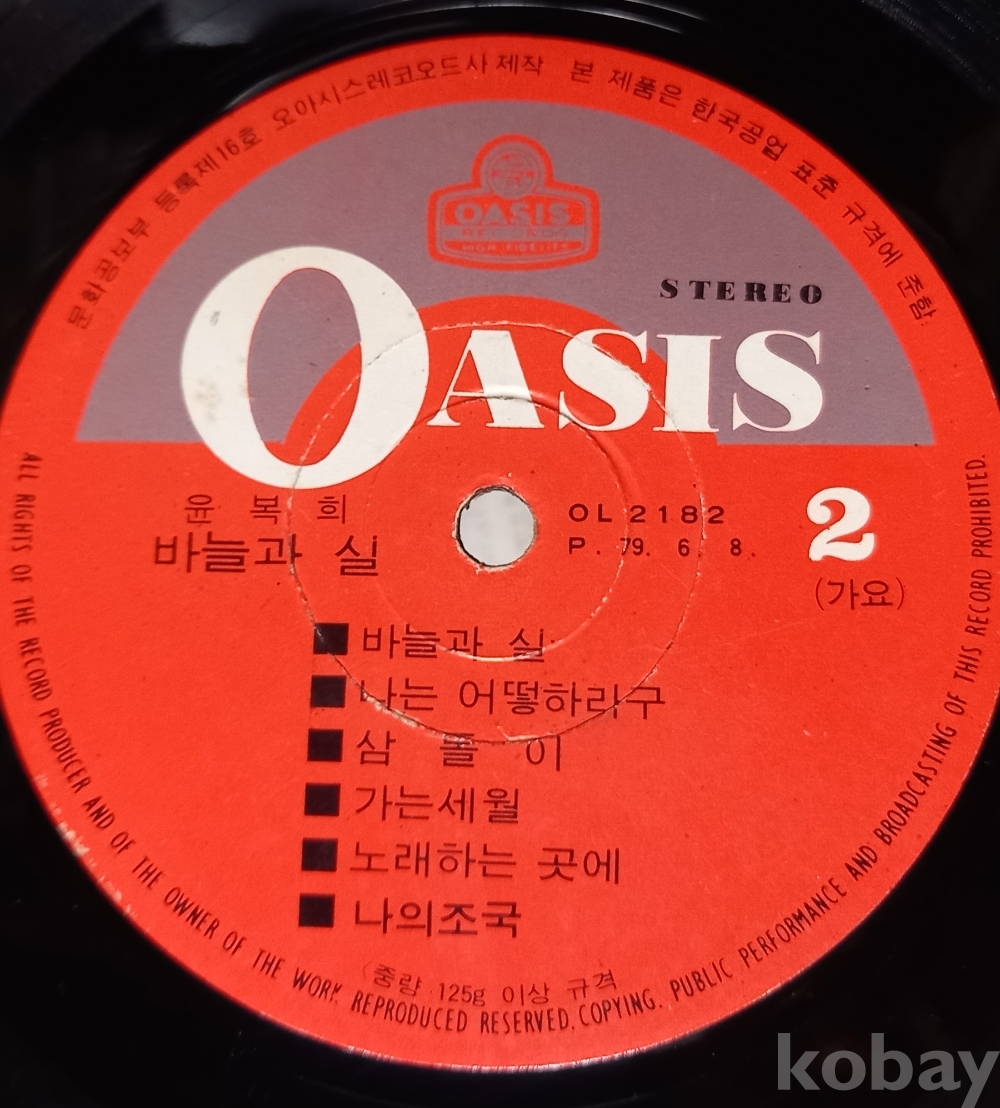 문화공보부 등록제16호 오아시스레코오드사 제작 본 제품은 한국공업 표준 규격에 준함.
OASIS
RECORDS
HIGH FIDELITY
STEREO
OASIS
윤복희
바늘과 실
OL 2182
P. 79. 6. 8.
2
(가요)
■ 바늘과 실
■ 나는 어떻하리구
■ 삼돌이
■ 가는세월
■ 노래하는 곳에
■ 나의조국
(중량 125g 이상 규격
ALL RIGHTS OF THE RECORD PRODUCER AND OF THE OWNER OF THE WORK REPRODUCED RESERVED. COPYING. PUBLIC PERFORMANCE AND BROADCASTING OF THIS RECORD PROHIBITED.
kobay